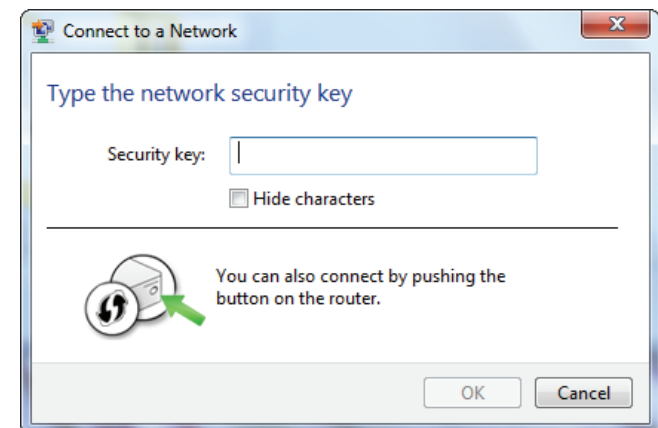 Connect to a Network
Type the network security key
Security key:
Hide characters
You can also connect by pushing the
button on the router.
OK
Cancel